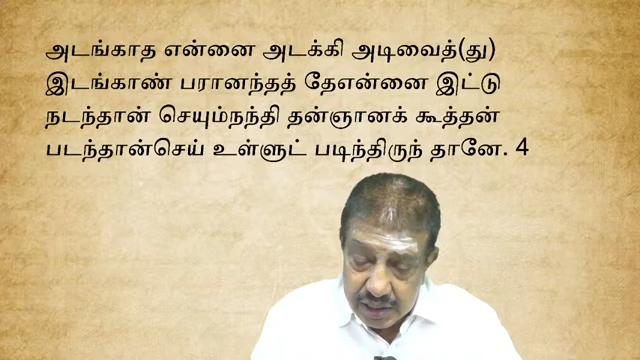 அடங்காத என்னை அடக்கி அடிவைத்(து)
இடங்காண் பரானந்தத் தேஎன்னை இட்டு
நடந்தான் செயும்நந்தி தன்ஞானக் கூத்தன்
படந்தான்செய் உள்ளுட் படிந்திருந் தானே. 4